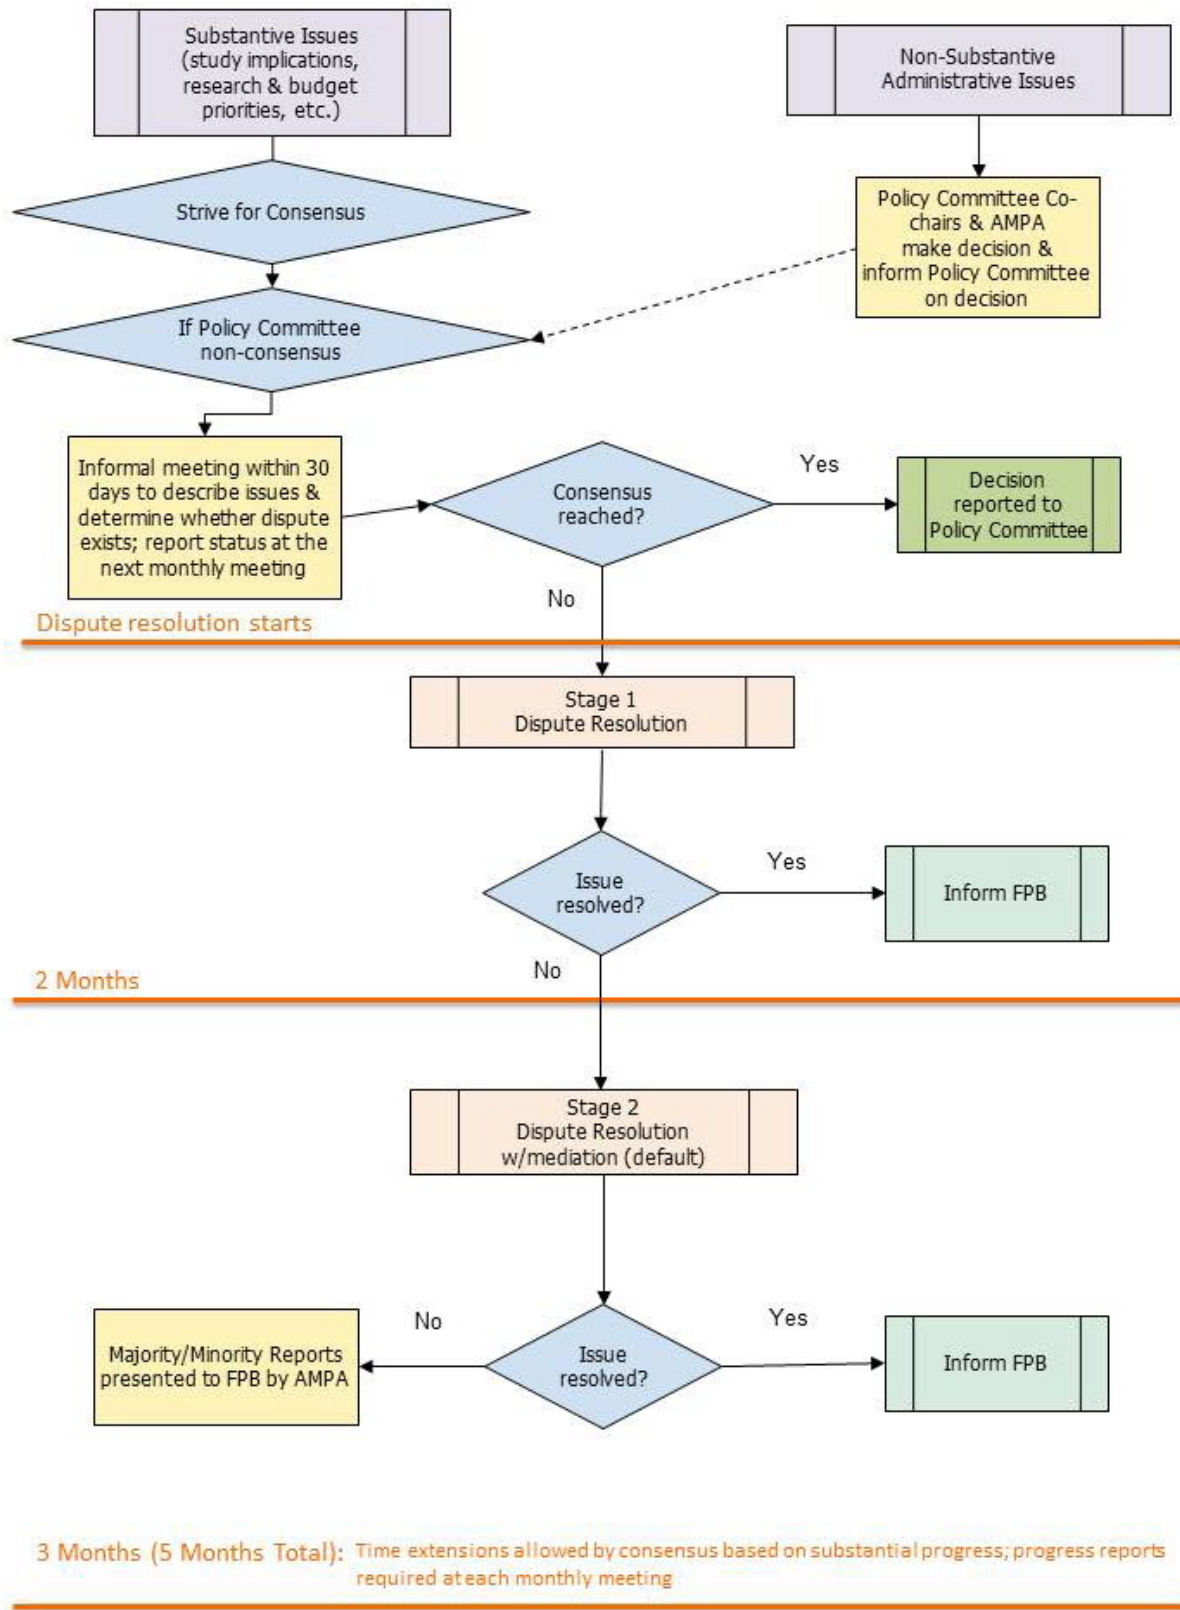 Substantive Issues
(study implications,
research & budget
priorities, etc.)
Non-Substantive
Administrative Issues
Strive for Consensus
Policy Committee Co-
chairs & AMPA
make decision &
inform Policy Committee
on decision
If Policy Committee
non-consensus
Informal meeting within 30
days to describe issues &
determine whether dispute
exists; report status at the
next monthly meeting
Consensus
reached?
Yes
Decision
reported to
Policy Committee
No
Dispute resolution starts
Stage 1
Dispute Resolution
Issue
resolved?
Yes
Inform FPB
No
2 Months
Stage 2
Dispute Resolution
w/mediation (default)
Issue
resolved?
No
Majority/Minority Reports
presented to FPB by AMPA
Yes
Inform FPB
3 Months (5 Months Total): Time extensions allowed by consensus based on substantial progress; progress reports
required at each monthly meeting